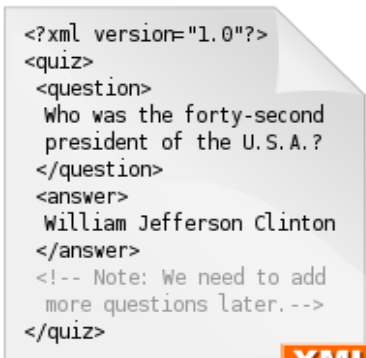 <?xml version="1.0"?>
<quiz>
<question>
Who was the forty-second
president of the U.S.A.?
</question>
<answer>
William Jefferson Clinton
</answer>
<!-- Note: We need to add
more questions later.-->
</quiz>
XML